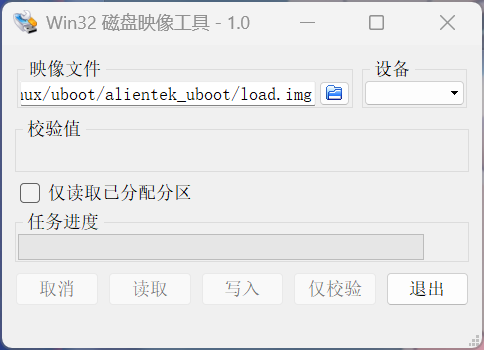 Win32 磁盘映像工具 - 1.0
映像文件
设备
ux/uboot/alientek_uboot/load.img
校验值
仅读取已分配分区
任务进度
取消
读取
写入
仅校验
退出